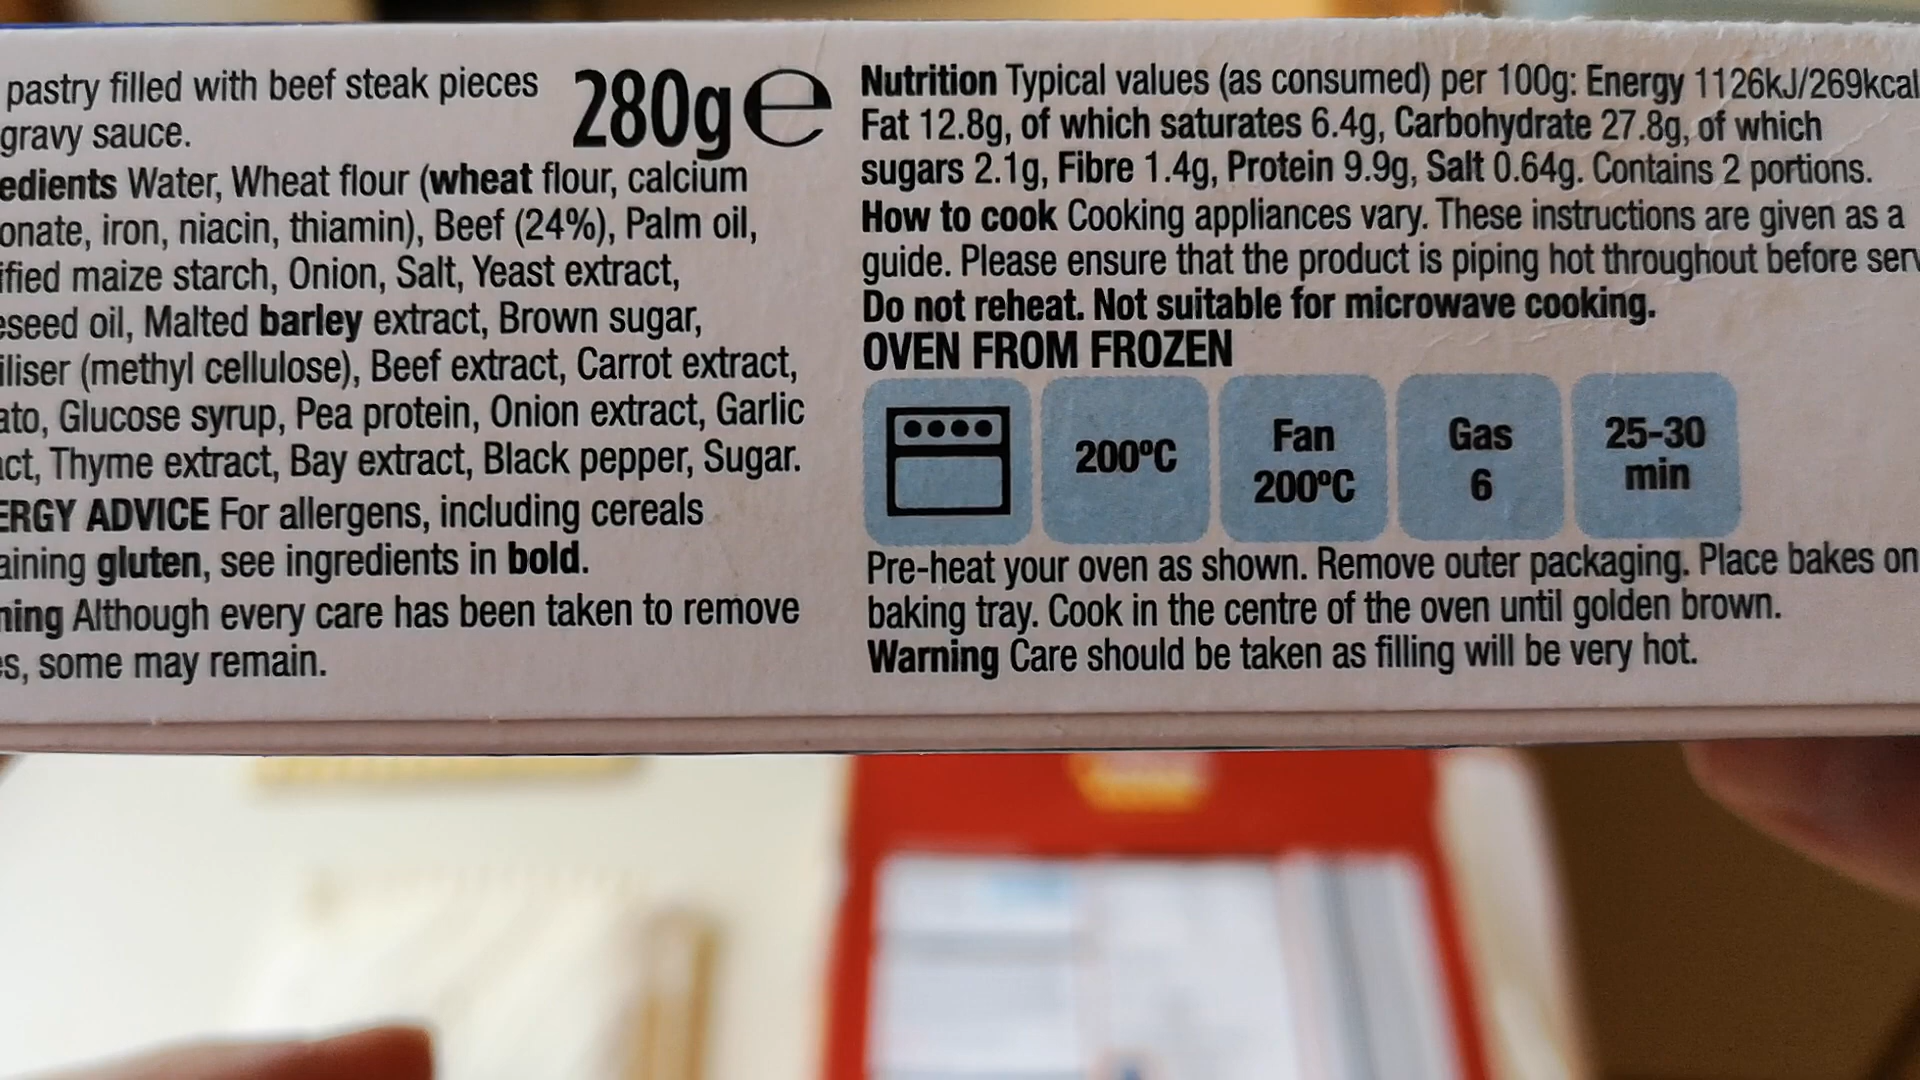 pastry filled with beef steak pieces
gravy sauce.
280g e
edients Water, Wheat flour (wheat flour, calcium
onate, iron, niacin, thiamin), Beef (24%), Palm oil,
ified maize starch, Onion, Salt, Yeast extract,
eseed oil, Malted barley extract, Brown sugar,
iliser (methyl cellulose), Beef extract, Carrot extract,
ato, Glucose syrup, Pea protein, Onion extract, Garlic
act, Thyme extract, Bay extract, Black pepper, Sugar.
ERGY ADVICE For allergens, including cereals
aining gluten, see ingredients in bold.
ning Although every care has been taken to remove
es, some may remain.
Nutrition Typical values (as consumed) per 100g: Energy 1126kJ/269kcal
Fat 12.8g, of which saturates 6.4g, Carbohydrate 27.8g, of which
sugars 2.1g, Fibre 1.4g, Protein 9.9g, Salt 0.64g. Contains 2 portions.
How to cook Cooking appliances vary. These instructions are given as a
guide. Please ensure that the product is piping hot throughout before serv
Do not reheat. Not suitable for microwave cooking.
OVEN FROM FROZEN
200ºC
Fan
200ºC
Gas
6
25-30
min
Pre-heat your oven as shown. Remove outer packaging. Place bakes on
baking tray. Cook in the centre of the oven until golden brown.
Warning Care should be taken as filling will be very hot.